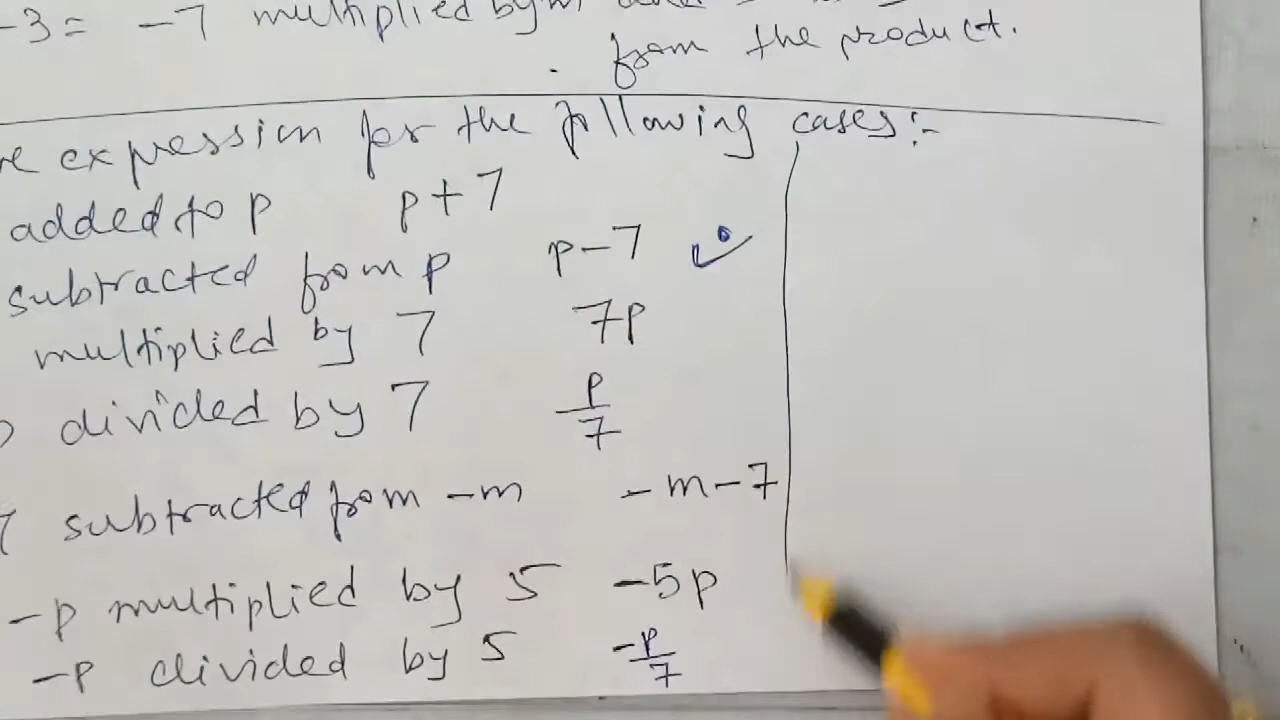 -3 = -7 multiplied by m
from the product.
expression for the following cases:-
added to p p+7
subtracted from p p-7
multiplied by 7 7p
divided by 7 p/7
7 subtracted from -m -m-7
-p multiplied by 5 -5p
-p divided by 5 -p/7